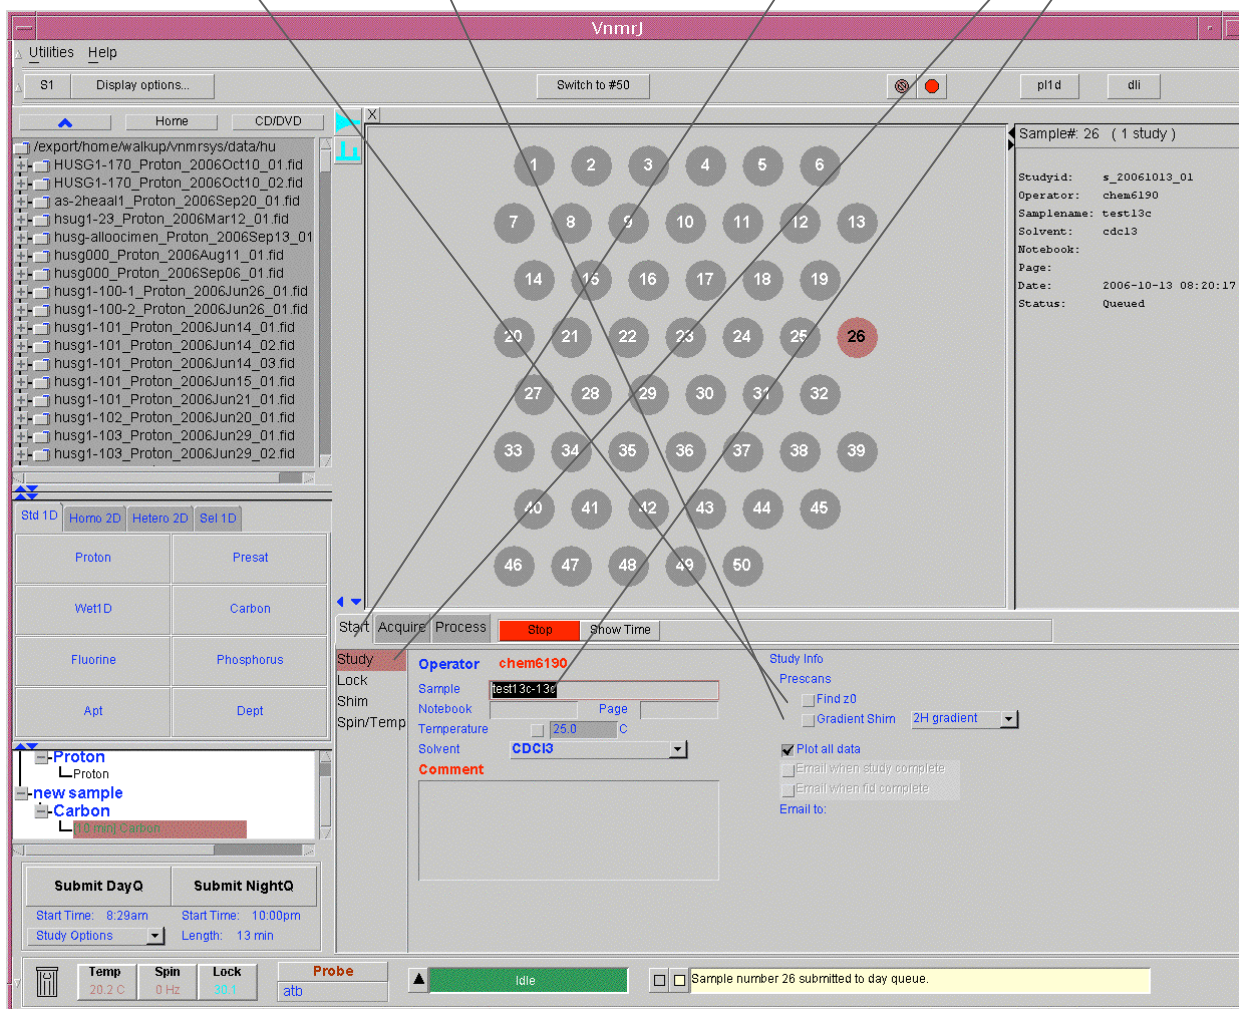 VnmrJ
Utilities Help
S1 Display options... Switch to #50 pl1d dli
Home CD/DVD X
/export/home/walkup/vnmrsys/data/hu
HUSG1-170_Proton_2006Oct10_01.fid
HUSG1-170_Proton_2006Oct10_02.fid
as-2heaal1_Proton_2006Sep20_01.fid
hsug1-23_Proton_2006Mar12_01.fid
husg-alloocimen_Proton_2006Sep13_01
husg000_Proton_2006Aug11_01.fid
husg000_Proton_2006Sep06_01.fid
husg1-100-1_Proton_2006Jun26_01.fid
husg1-100-2_Proton_2006Jun26_01.fid
husg1-101_Proton_2006Jun14_01.fid
husg1-101_Proton_2006Jun14_02.fid
husg1-101_Proton_2006Jun14_03.fid
husg1-101_Proton_2006Jun15_01.fid
husg1-101_Proton_2006Jun21_01.fid
husg1-102_Proton_2006Jun20_01.fid
husg1-103_Proton_2006Jun29_01.fid
husg1-103_Proton_2006Jun29_02.fid
1 2 3 4 5 6
7 8 9 10 11 12 13
14 15 16 17 18 19
20 21 22 23 24 25 26
27 28 29 30 31 32
33 34 35 36 37 38 39
40 41 42 43 44 45
46 47 48 49 50
Sample#: 26 ( 1 study )
Studyid: s_20061013_01
Operator: chem6190
Samplename: test13c
Solvent: cdcl3
Notebook:
Page:
Date: 2006-10-13 08:20:17
Status: Queued
Std 1D Homo 2D Hetero 2D Sel 1D
Proton Presat
Wet1D Carbon
Fluorine Phosphorus
Apt Dept
Proton
Proton
new sample
Carbon
[10 min] Carbon
Submit DayQ Submit NightQ
Start Time: 8:29am Start Time: 10:00pm
Study Options Length: 13 min
Start Acquire Process Stop Show Time
Study
Lock
Shim
Spin/Temp
Operator chem6190
Sample test13c-13c
Notebook Page
Temperature 25.0 C
Solvent CDCl3
Comment
Study Info
Prescans
Find z0
Gradient Shim 2H gradient
Plot all data
Email when study complete
Email when fid complete
Email to:
Temp Spin Lock Probe
20.2 C 0 Hz 30.1 atb
Idle Sample number 26 submitted to day queue.